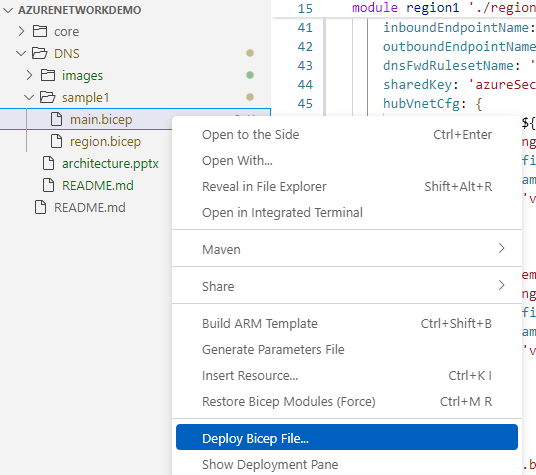 AZURENETWORKDEMO
core
DNS
images
sample1
main.bicep
region.bicep
architecture.pptx
README.md
README.md
15 module region1 './region
41 inboundEndpointName:
42 outboundEndpointName
43 dnsFwdRulesetName: '
44 sharedKey: 'azureSec
45 hubVnetCfg: {
Open to the Side Ctrl+Enter
Open With...
Reveal in File Explorer Shift+Alt+R
Open in Integrated Terminal
Maven
Share
Build ARM Template Ctrl+Shift+B
Generate Parameters File
Insert Resource... Ctrl+K I
Restore Bicep Modules (Force) Ctrl+M R
Deploy Bicep File...
Show Deployment Pane